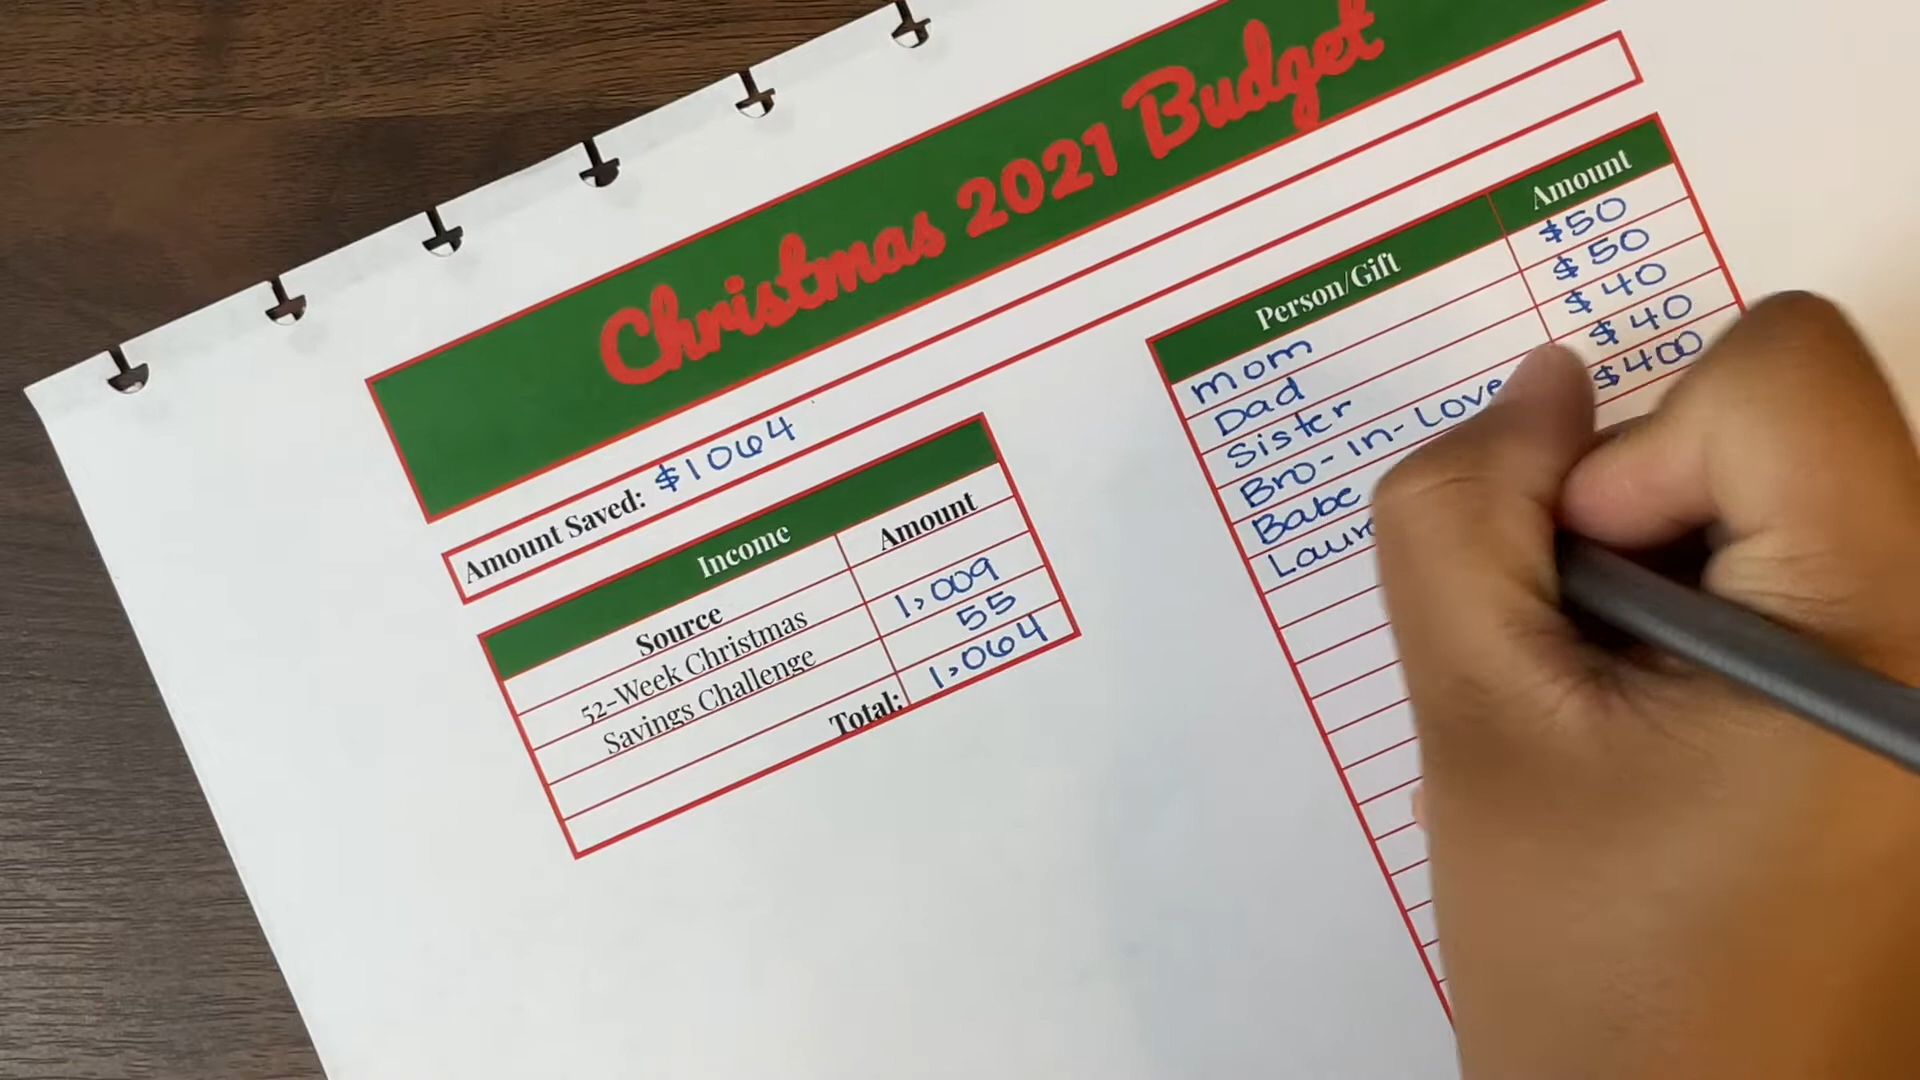 Christmas 2021 Budget
Amount Saved: $1064
Income
Source Amount
52-Week Christmas 1,009
Savings Challenge 55
Total: 1,064
Person/Gift Amount
mom $50
Dad $50
Sister $40
Bro-In-Love $40
Babe $400